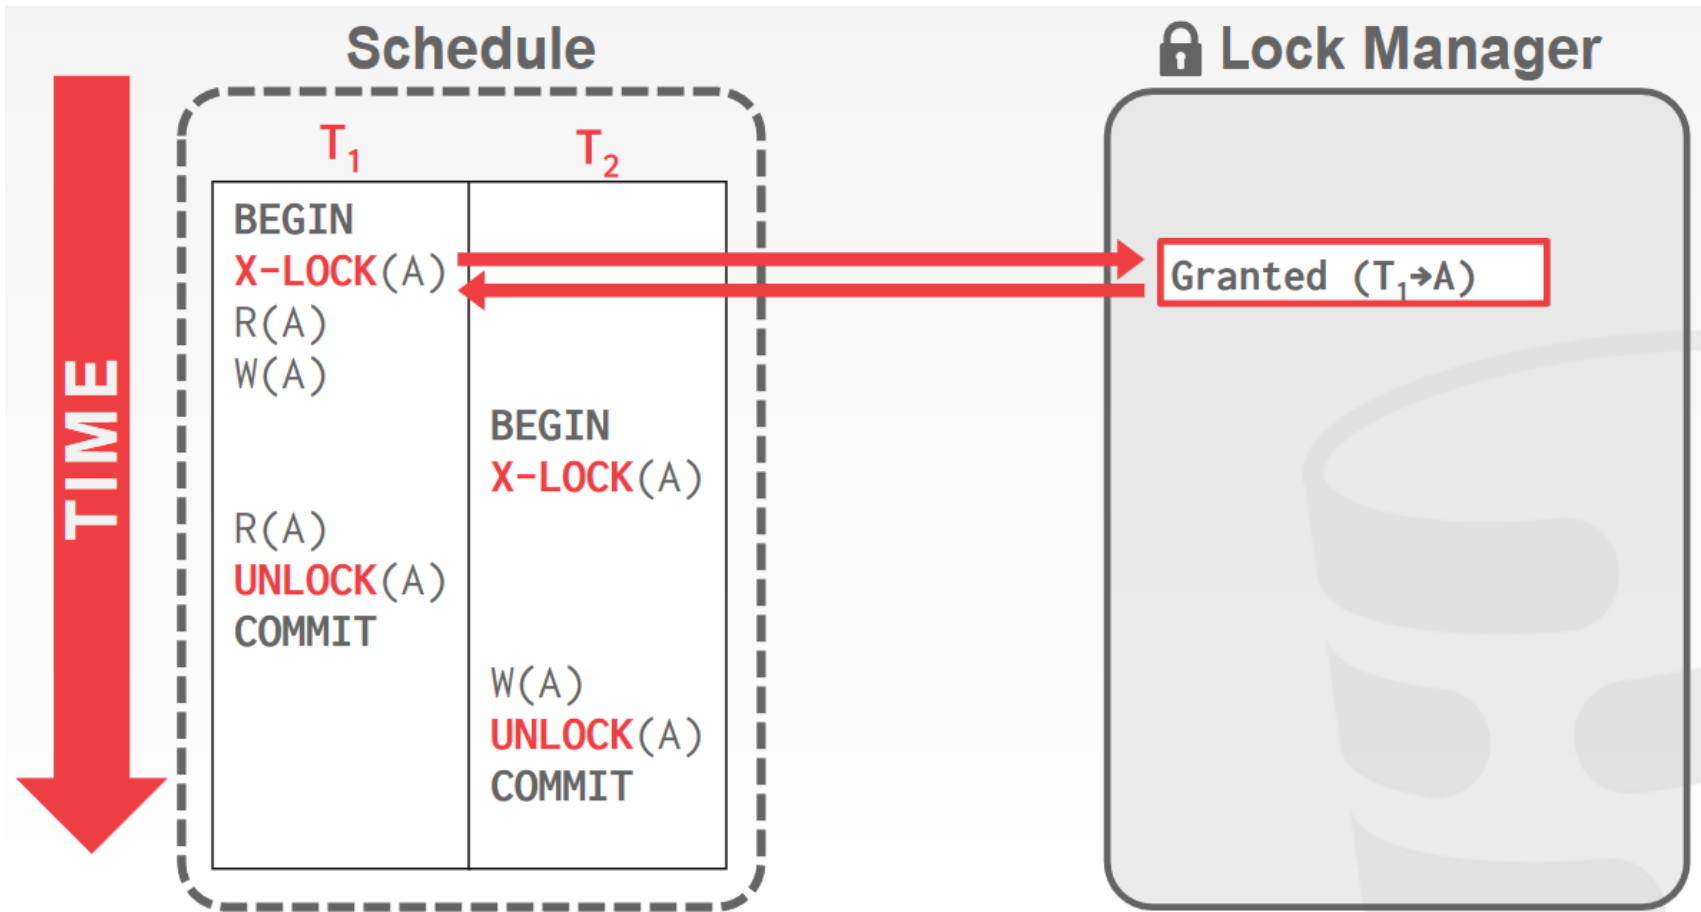 Schedule
Lock Manager
TIME
T1
T2
BEGIN
X-LOCK(A)
Granted (T1→A)
R(A)
W(A)
BEGIN
X-LOCK(A)
R(A)
UNLOCK(A)
COMMIT
W(A)
UNLOCK(A)
COMMIT